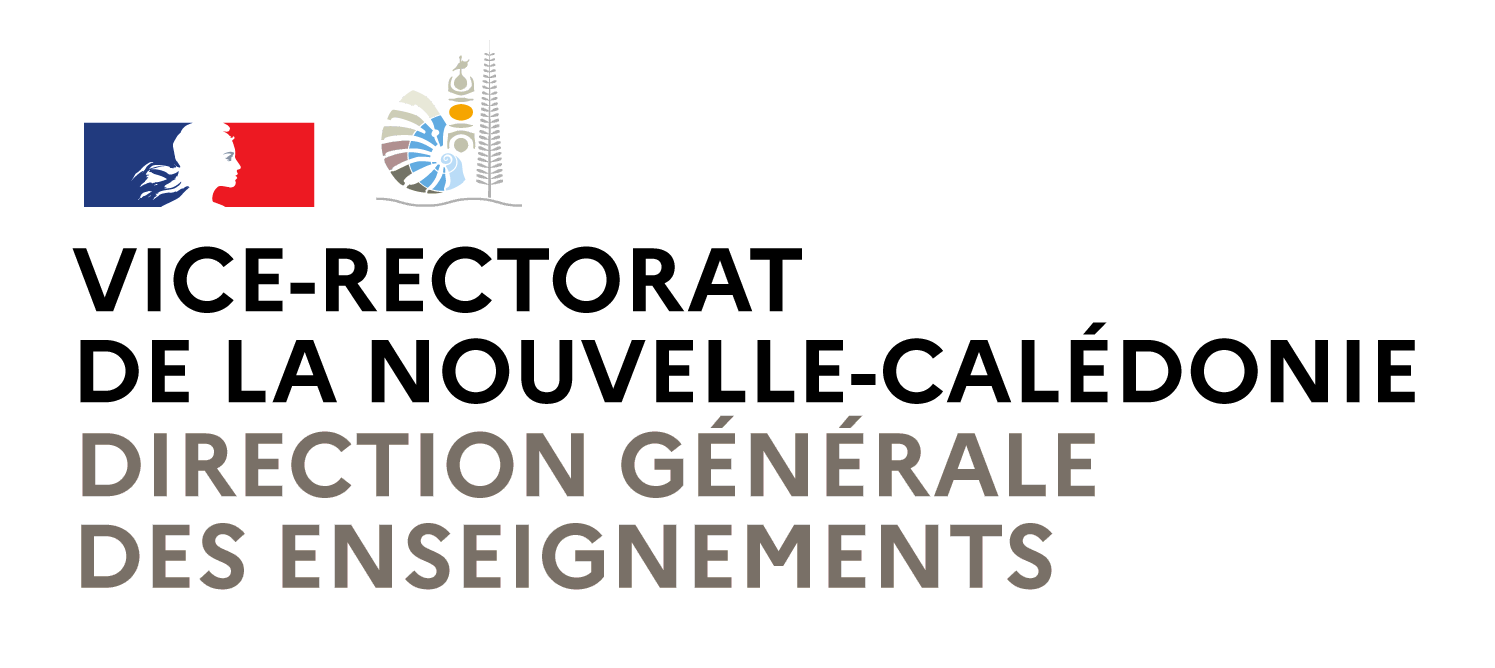 VICE-RECTORAT
DE LA NOUVELLE-CALÉDONIE
DIRECTION GÉNÉRALE
DES ENSEIGNEMENTS